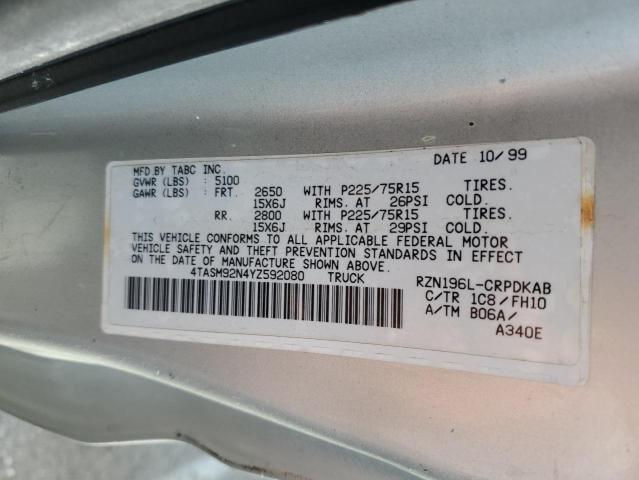 MFD BY TABC INC. DATE 10/99
GVWR (LBS) : 5100
GAWR (LBS) : FRT. 2650 WITH P225/75R15 TIRES.
15X6J RIMS. AT 26PSI COLD.
RR. 2800 WITH P225/75R15 TIRES.
15X6J RIMS. AT 29PSI COLD.
THIS VEHICLE CONFORMS TO ALL APPLICABLE FEDERAL MOTOR
VEHICLE SAFETY AND THEFT PREVENTION STANDARDS IN EFFECT
ON THE DATE OF MANUFACTURE SHOWN ABOVE.
4TASM92N4YZ592080 TRUCK RZN196L-CRPDKAB
C/TR 1C8/FH10
A/TM B06A/
A340E